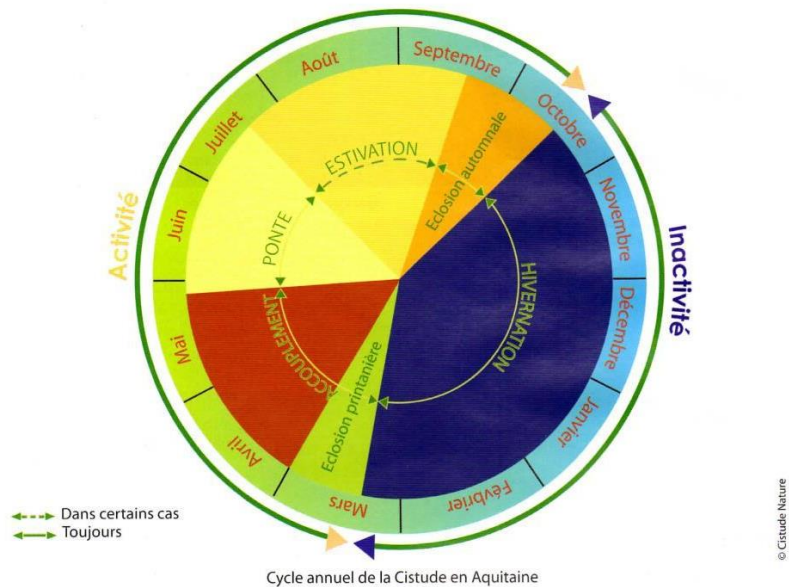 Août
Septembre
Octobre
Novembre
Décembre
Janvier
Février
Mars
Avril
Mai
Juin
Juillet
Activité
Inactivité
ESTIVATION
Eclosion automnale
PONTE
HIVERNATION
ACCOUPLEMENT
Eclosion printanière
Dans certains cas
Toujours
Cycle annuel de la Cistude en Aquitaine
© Cistude Nature